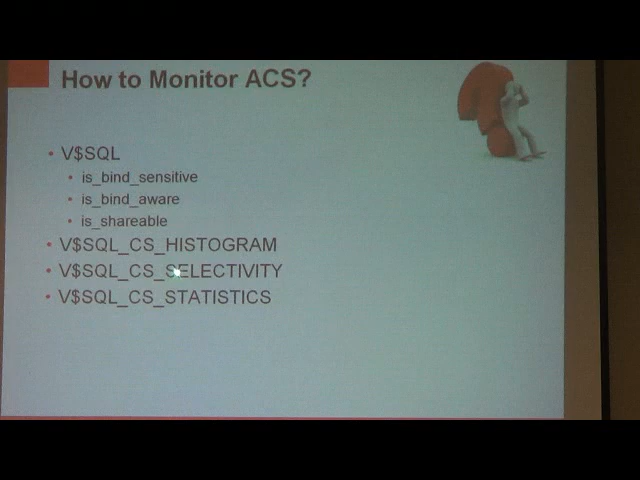 How to Monitor ACS?
• V$SQL
• is_bind_sensitive
• is_bind_aware
• is_shareable
• V$SQL_CS_HISTOGRAM
• V$SQL_CS_SELECTIVITY
• V$SQL_CS_STATISTICS